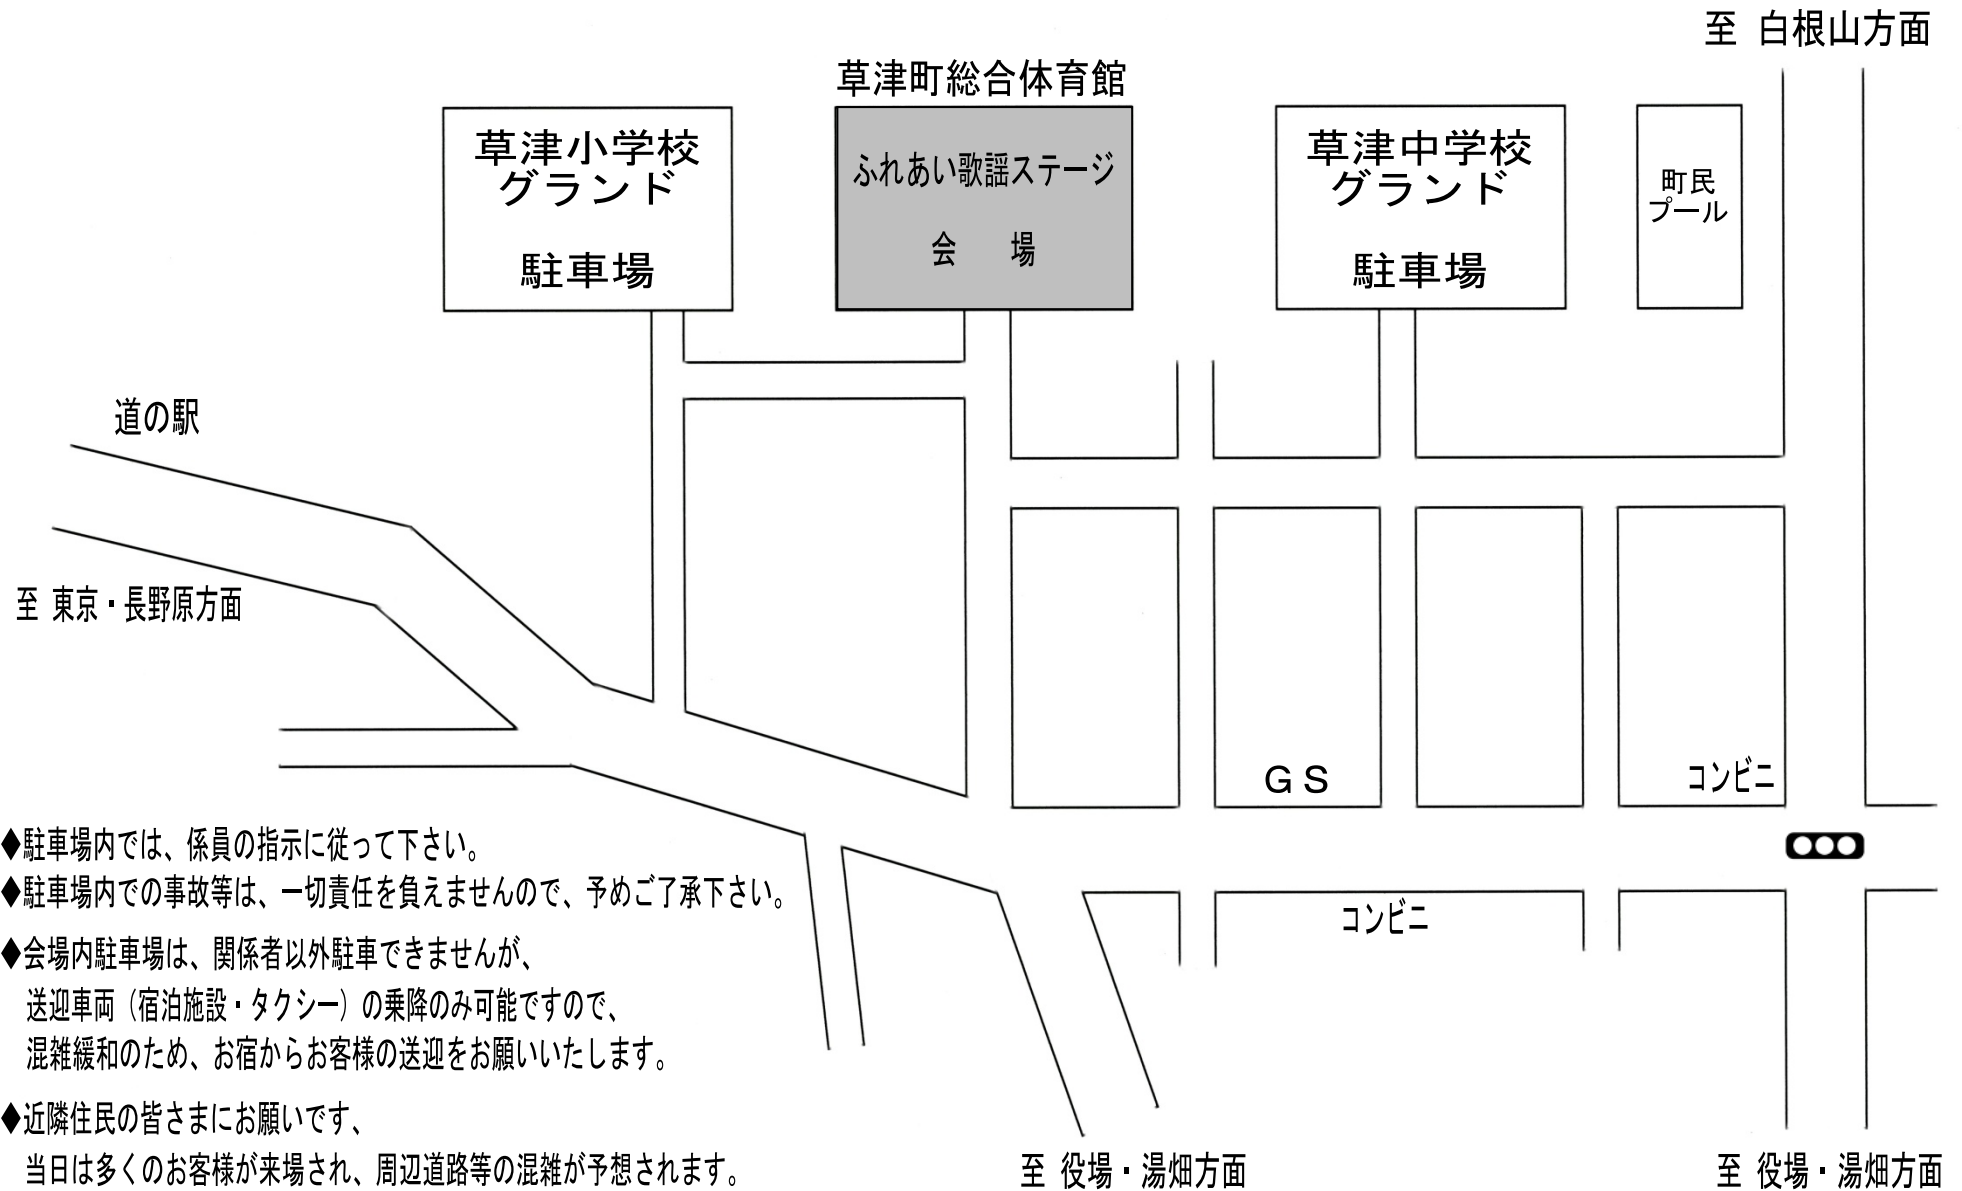 至 白根山方面
草津町総合体育館
草津小学校
グランド
駐車場
ふれあい歌謡ステージ
会　　場
草津中学校
グランド
駐車場
町民
プール
道の駅
至 東京・長野原方面
ＧＳ
コンビニ
コンビニ
◆駐車場内では、係員の指示に従って下さい。
◆駐車場内での事故等は、一切責任を負えませんので、予めご了承下さい。
◆会場内駐車場は、関係者以外駐車できませんが、
送迎車両（宿泊施設・タクシー）の乗降のみ可能ですので、
混雑緩和のため、お宿からお客様の送迎をお願いいたします。
◆近隣住民の皆さまにお願いです、
当日は多くのお客様が来場され、周辺道路等の混雑が予想されます。
至 役場・湯畑方面
至 役場・湯畑方面